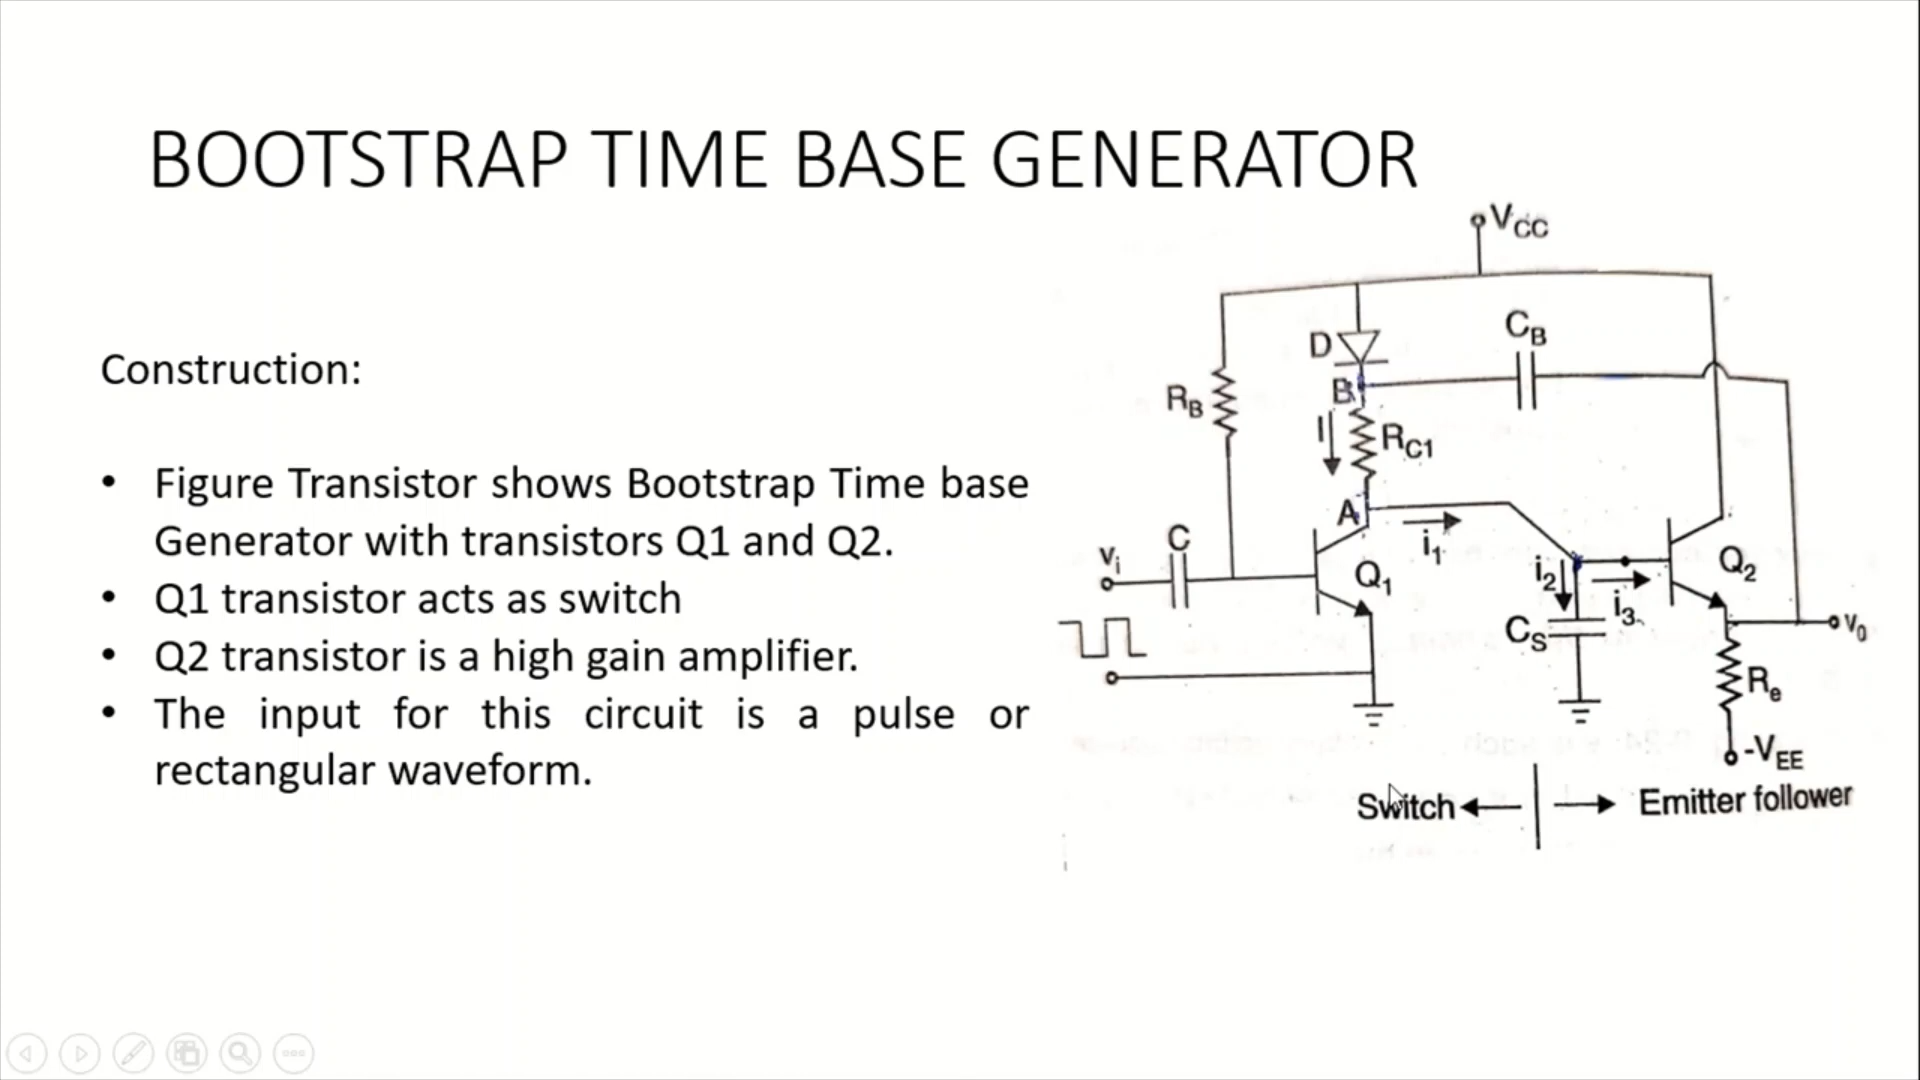 BOOTSTRAP TIME BASE GENERATOR
Construction:
• Figure Transistor shows Bootstrap Time base
Generator with transistors Q1 and Q2.
• Q1 transistor acts as switch
• Q2 transistor is a high gain amplifier.
• The input for this circuit is a pulse or
rectangular waveform.
VCC
CB
D
B
RB
I
RC1
A
C
vi
i1
Q1
i2
Q2
i3
CS
v0
Re
-VEE
Switch
Emitter follower